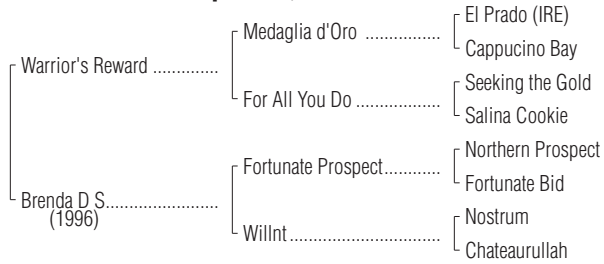 El Prado (IRE)
Medaglia d'Oro ................
Cappucino Bay
Warrior's Reward .............
Seeking the Gold
For All You Do ..................
Salina Cookie
Northern Prospect
Fortunate Prospect............
Fortunate Bid
Brenda D S.......................
(1996)
Nostrum
Willnt................................
Chateaurullah